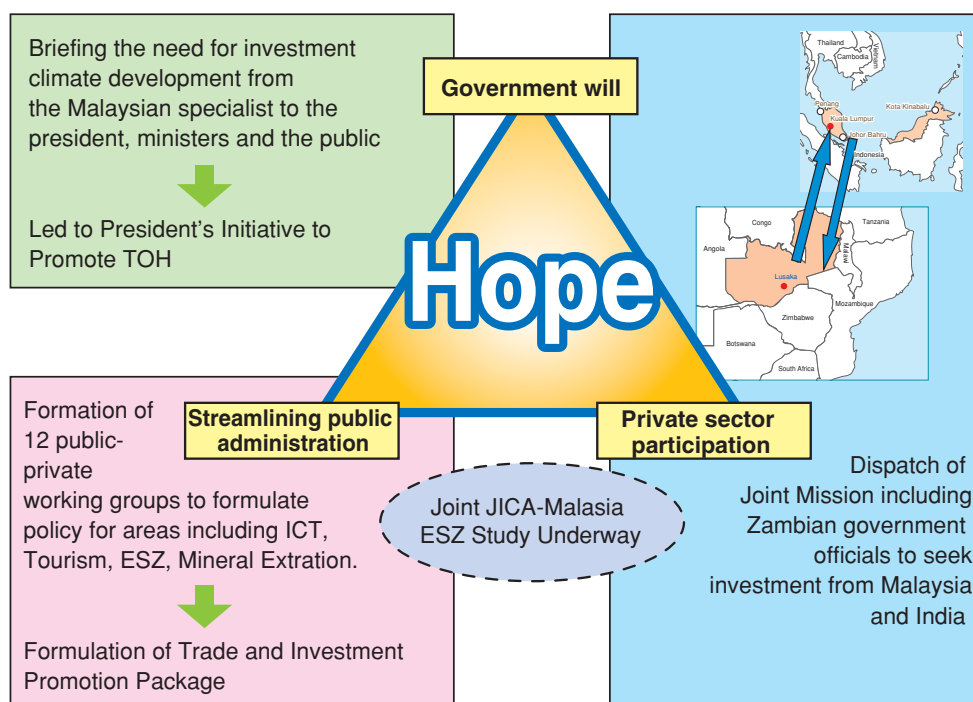 Briefing the need for investment
climate development from
the Malaysian specialist to the
president, ministers and the public
Led to President's Initiative to
Promote TOH
Government will
Hope
Thailand
Cambodia
Vietnam
Penang
Kota Kinabalu
Kuala Lumpur
Johor Bahru
Indonesia
Congo
Tanzania
Angola
Malawi
Lusaka
Mozambique
Zimbabwe
Botswana
South Africa
Streamlining public
administration
Private sector
participation
Formation of
12 public-
private
working groups to formulate
policy for areas including ICT,
Tourism, ESZ, Mineral Extration.
Formulation of Trade and Investment
Promotion Package
Joint JICA-Malasia
ESZ Study Underway
Dispatch of
Joint Mission including
Zambian government
officials to seek
investment from Malaysia
and India